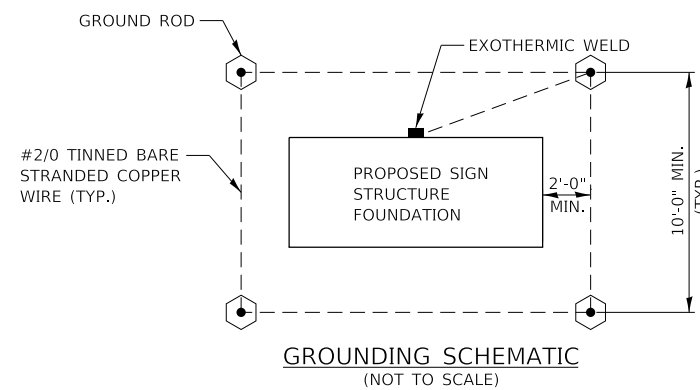 GROUND ROD
EXOTHERMIC WELD
#2/0 TINNED BARE
STRANDED COPPER
WIRE (TYP.)
PROPOSED SIGN
STRUCTURE
FOUNDATION
2'-0"
MIN.
10'-0" MIN.
(TYP.)
GROUNDING SCHEMATIC
(NOT TO SCALE)